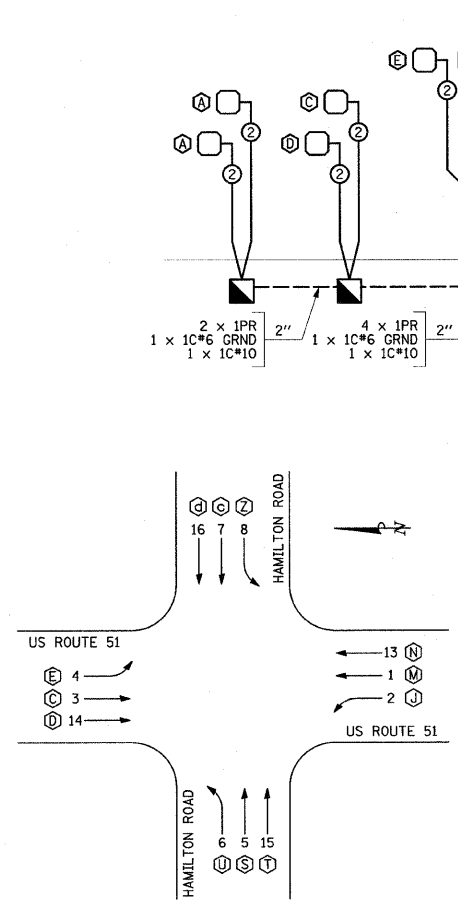 E
2
A
C
2
2
A
D
2
2
2 × 1PR
1 × 1C#6 GRND
1 × 1C#10
2"
4 × 1PR
1 × 1C#6 GRND
1 × 1C#10
2"
d c Z
16 7 8
HAMILTON ROAD
N
US ROUTE 51
E 4
C 3
D 14
13 N
1 M
2 J
US ROUTE 51
HAMILTON ROAD
6 5 15
U S T